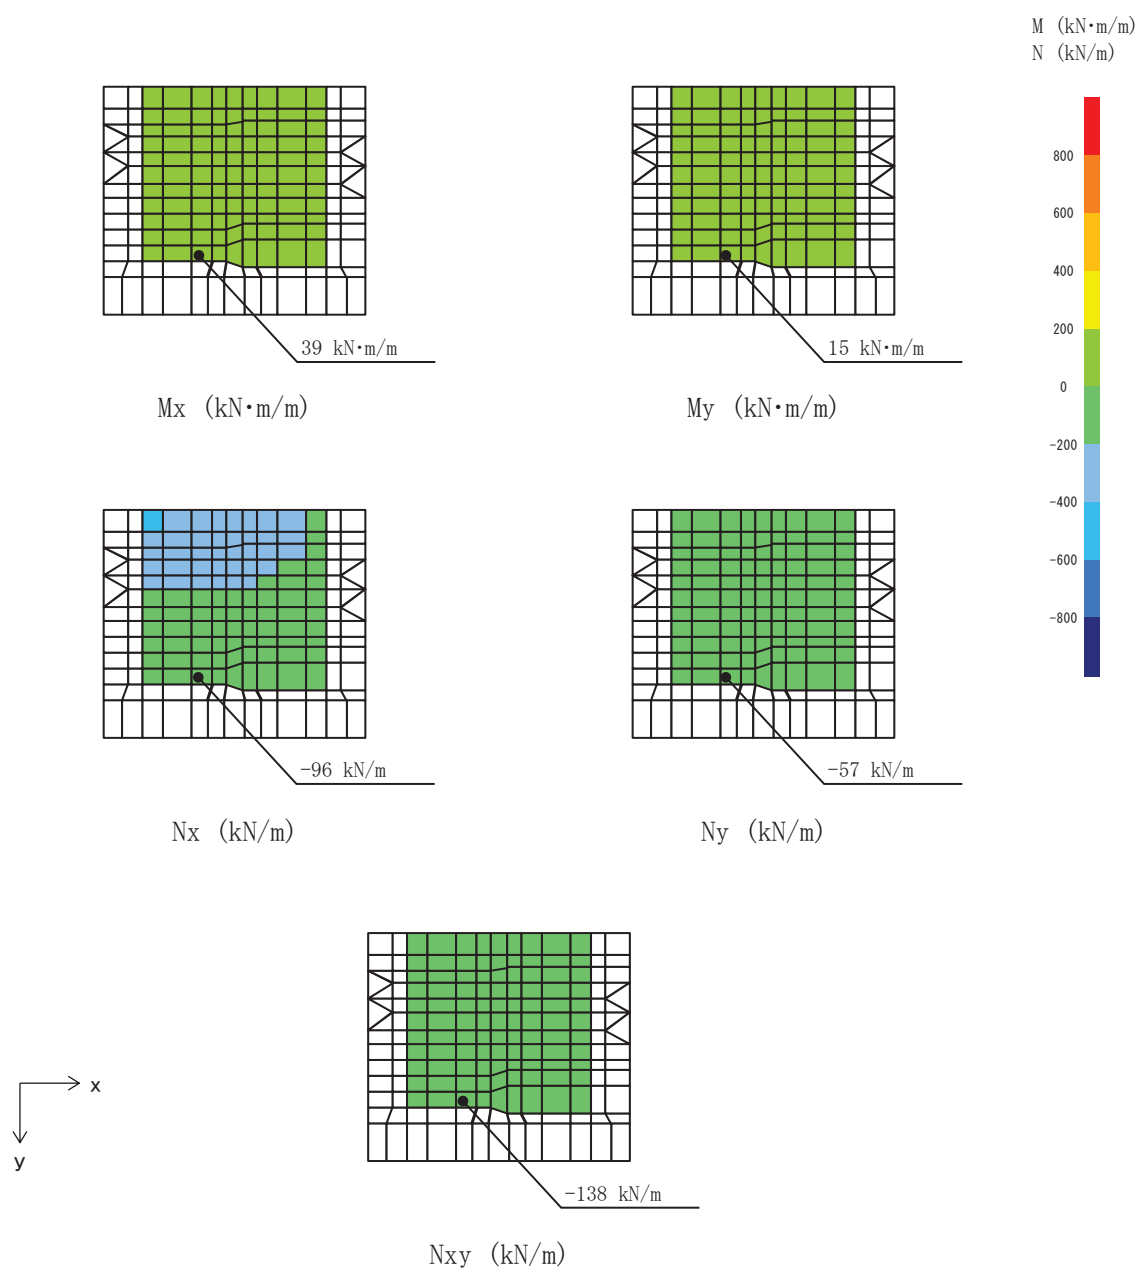 M (kN·m/m)
N (kN/m)
800
600
400
200
0
-200
-400
-600
-800
39 kN·m/m
Mx (kN·m/m)
15 kN·m/m
My (kN·m/m)
-96 kN/m
Nx (kN/m)
-57 kN/m
Ny (kN/m)
x
y
-138 kN/m
Nxy (kN/m)